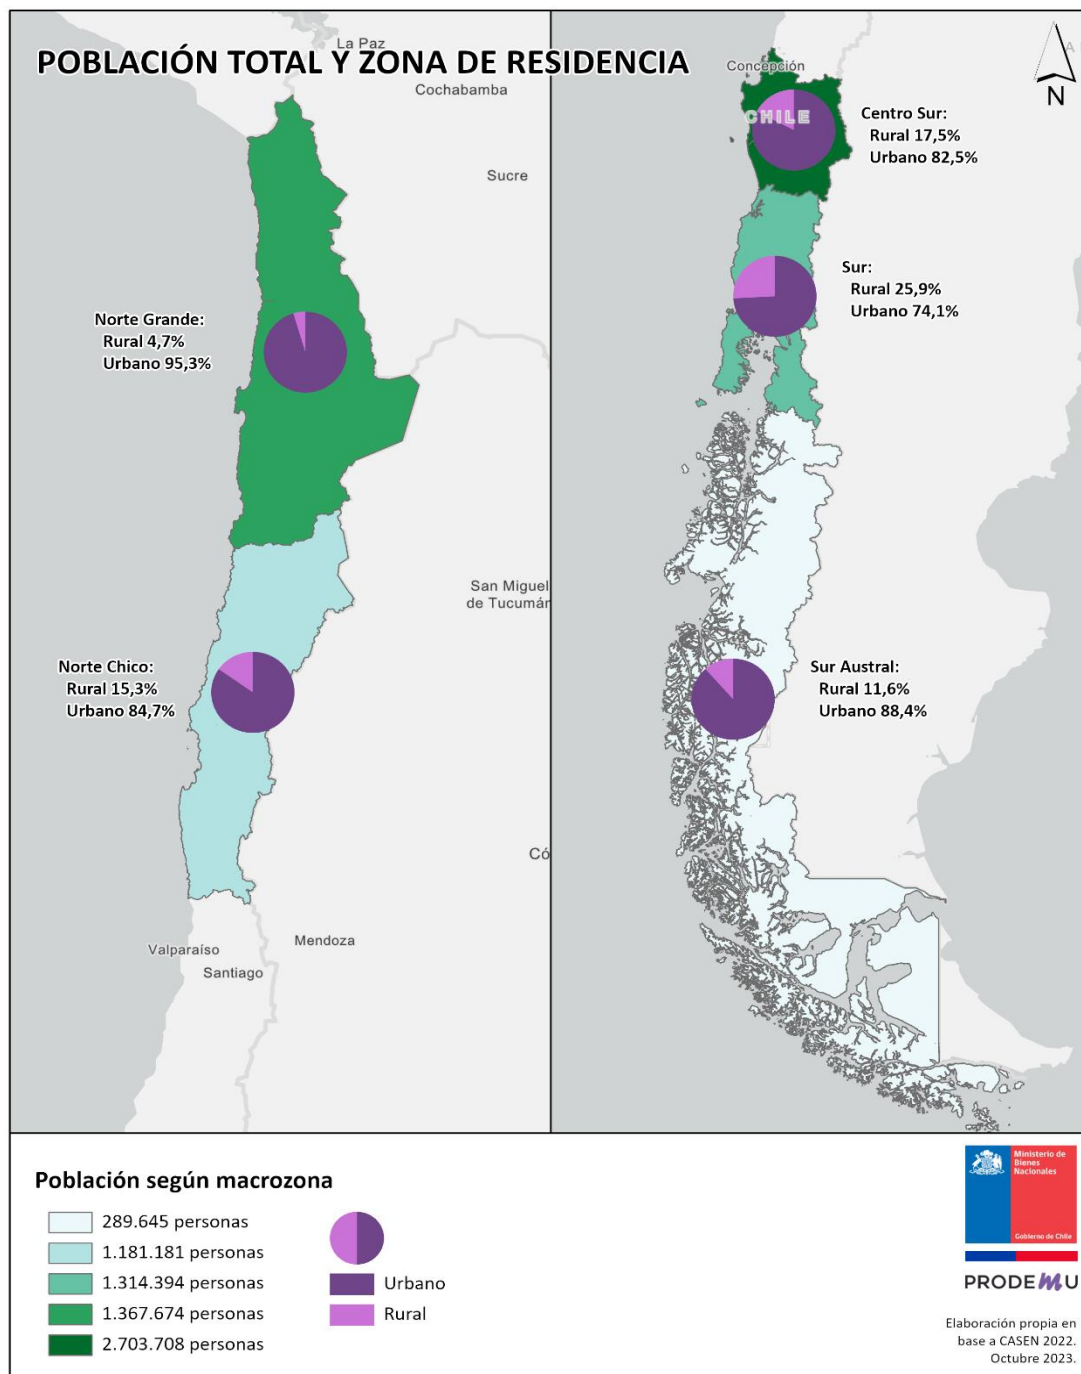 POBLACIÓN TOTAL Y ZONA DE RESIDENCIA
La Paz
Cochabamba
Sucre
Norte Grande:
Rural 4,7%
Urbano 95,3%
San Miguel
de Tucumán
Norte Chico:
Rural 15,3%
Urbano 84,7%
Có
Valparaíso
Mendoza
Santiago
Concepción
CHILE
N
Centro Sur:
Rural 17,5%
Urbano 82,5%
Sur:
Rural 25,9%
Urbano 74,1%
Sur Austral:
Rural 11,6%
Urbano 88,4%
Población según macrozona
289.645 personas
1.181.181 personas
1.314.394 personas
1.367.674 personas
2.703.708 personas
Urbano
Rural
Ministerio de
Bienes
Nacionales
Gobierno de Chile
PRODEMU
Elaboración propia en
base a CASEN 2022.
Octubre 2023.